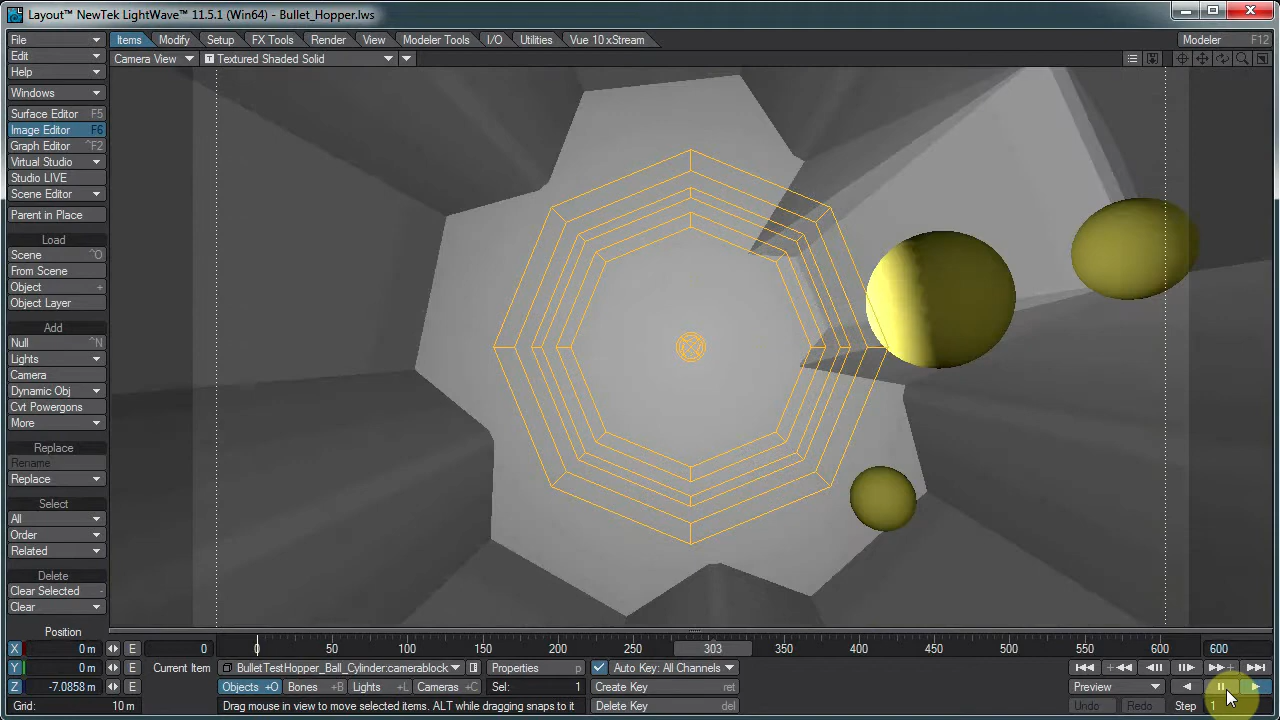 Layout™ NewTek LightWave™ 11.5.1 (Win64) - Bullet_Hopper.lws
File Items Modify Setup FX Tools Render View Modeler Tools I/O Utilities Vue 10 xStream Modeler F12
Edit Camera View Textured Shaded Solid
Help
Windows
Surface Editor F5
Image Editor F6
Graph Editor ^F2
Virtual Studio
Studio LIVE
Scene Editor
Parent in Place
Load
Scene ^O
From Scene
Object +
Object Layer
Add
Null ^N
Lights
Camera
Dynamic Obj
Cvt Powergons
More
Replace
Rename
Replace
Select
All
Order
Related
Delete
Clear Selected -
Clear
Position
X 0 m E 0 0 50 100 150 200 250 303 350 400 450 500 550 600 600
Y 0 m E Current Item BulletTestHopper_Ball_Cylinder:camerablock Properties p Auto Key: All Channels
Z -7.0858 m E Objects +O Bones +B Lights +L Cameras +C Sel: 1 Create Key ret Preview
Grid: 10 m Drag mouse in view to move selected items. ALT while dragging snaps to it Delete Key del Undo Redo Step 1